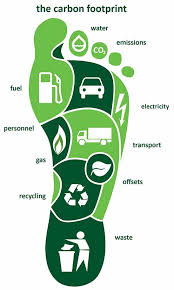 the carbon footprint
water
CO2
emissions
fuel
electricity
personnel
transport
gas
offsets
recycling
waste